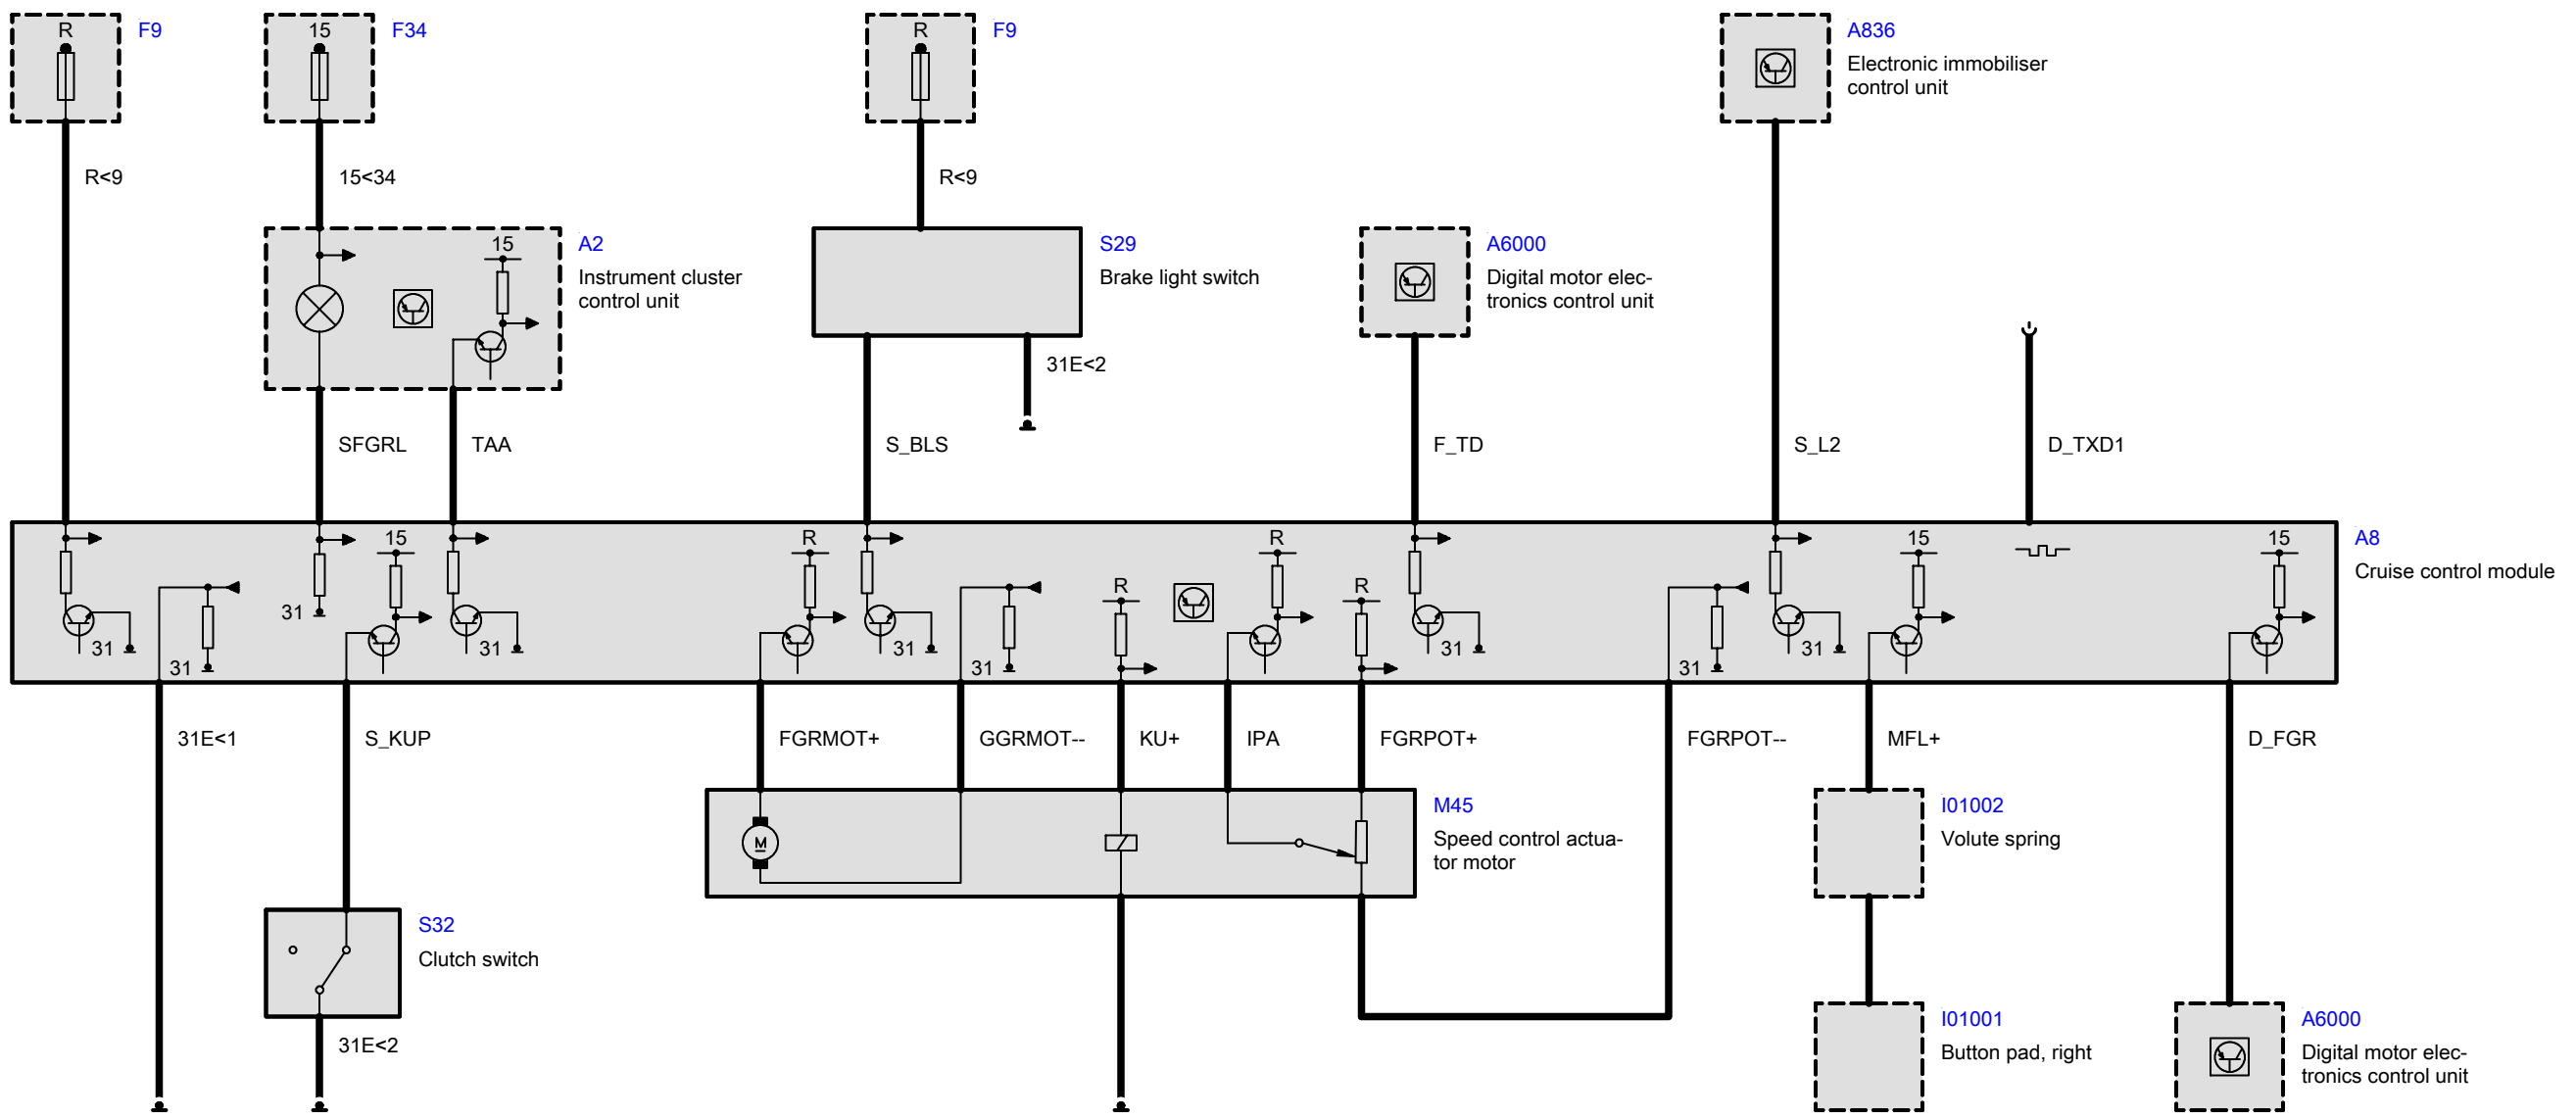 R
F9
15
F34
R
F9
A836
Electronic immobiliser
control unit
R<9
15<34
R<9
15
A2
Instrument cluster
control unit
S29
Brake light switch
A6000
Digital motor elec-
tronics control unit
31E<2
SFGRL
TAA
S_BLS
F_TD
S_L2
D_TXD1
15
R
R
15
15
A8
Cruise control module
R
R
31
31
31
31
31
31
31
31
31
31E<1
S_KUP
FGRMOT+
GGRMOT--
KU+
IPA
FGRPOT+
FGRPOT--
MFL+
D_FGR
M
M45
Speed control actua-
tor motor
I01002
Volute spring
S32
Clutch switch
31E<2
I01001
Button pad, right
A6000
Digital motor elec-
tronics control unit